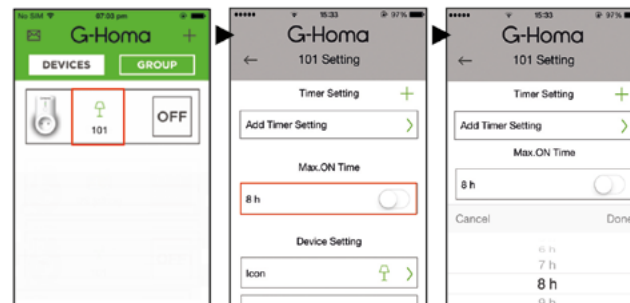 No SIM 07:03 pm
G-Homa
DEVICES GROUP
101
OFF
15:33 97%
G-Homa
101 Setting
Timer Setting
Add Timer Setting
Max.ON Time
8 h
Device Setting
Icon
15:33 97%
G-Homa
101 Setting
Timer Setting
Add Timer Setting
Max.ON Time
8 h
Cancel Done
6 h
7 h
8 h
9 h